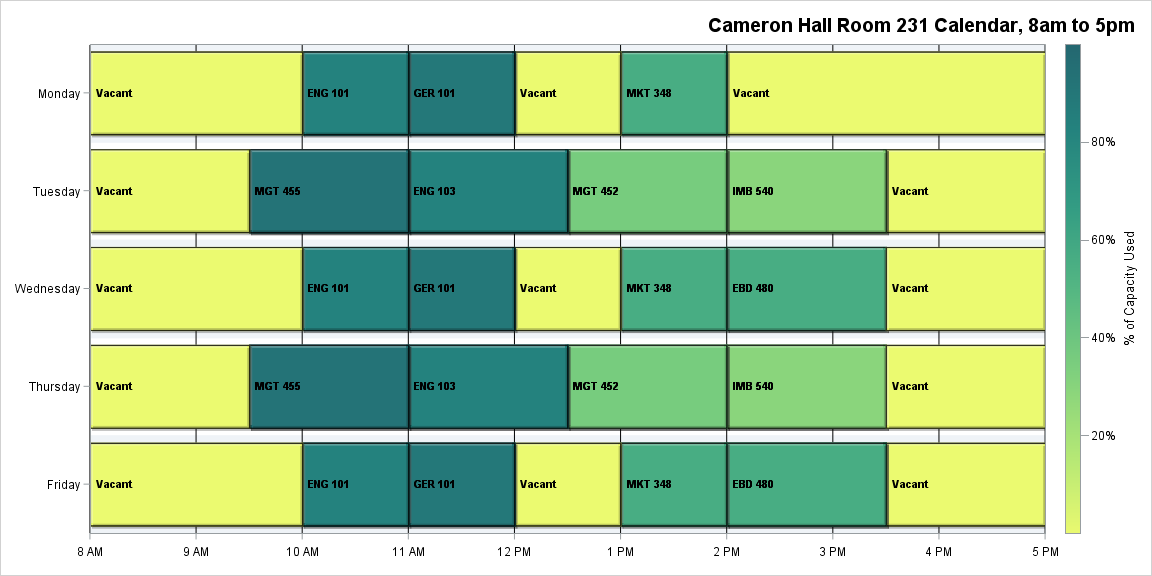 Cameron Hall Room 231 Calendar, 8am to 5pm
Monday
Vacant
ENG 101
GER 101
Vacant
MKT 348
Vacant
Tuesday
Vacant
MGT 455
ENG 103
MGT 452
IMB 540
Vacant
Wednesday
Vacant
ENG 101
GER 101
Vacant
MKT 348
EBD 480
Vacant
Thursday
Vacant
MGT 455
ENG 103
MGT 452
IMB 540
Vacant
Friday
Vacant
ENG 101
GER 101
Vacant
MKT 348
EBD 480
Vacant
8 AM
9 AM
10 AM
11 AM
12 PM
1 PM
2 PM
3 PM
4 PM
5 PM
80%
60%
40%
20%
% of Capacity Used